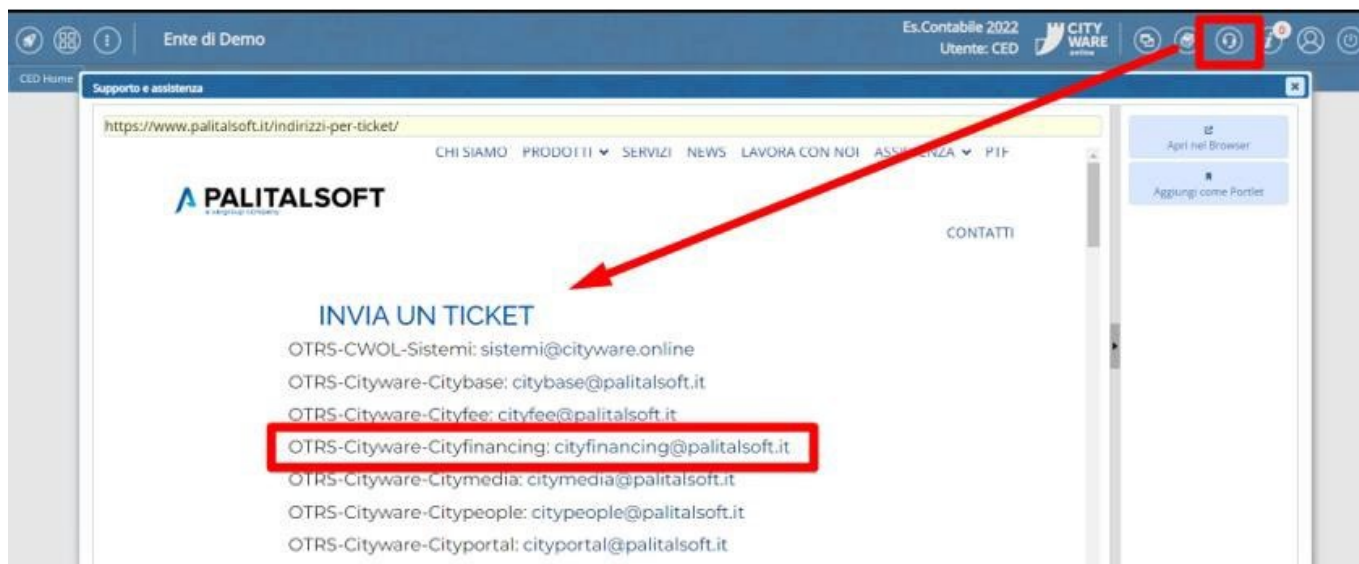 Es.Contabile 2022
Ente di Demo
Utente: CED
CITY
WARE
online
0
CED Home
Supporto e assistenza
https://www.palitalsoft.it/indirizzi-per-ticket/
Apri nel Browser
CHI SIAMO PRODOTTI SERVIZI NEWS LAVORA CON NOI ASSISTENZA PTF
Aggiungi come Portlet
PALITALSOFT
CONTATTI
INVIA UN TICKET
OTRS-CWOL-Sistemi: sistemi@cityware.online
OTRS-Cityware-Citybase: citybase@palitalsoft.it
OTRS-Cityware-Cityfee: cityfee@palitalsoft.it
OTRS-Cityware-Cityfinancing: cityfinancing@palitalsoft.it
OTRS-Cityware-Citymedia: citymedia@palitalsoft.it
OTRS-Cityware-Citypeople: citypeople@palitalsoft.it
OTRS-Cityware-Cityportal: cityportal@palitalsoft.it